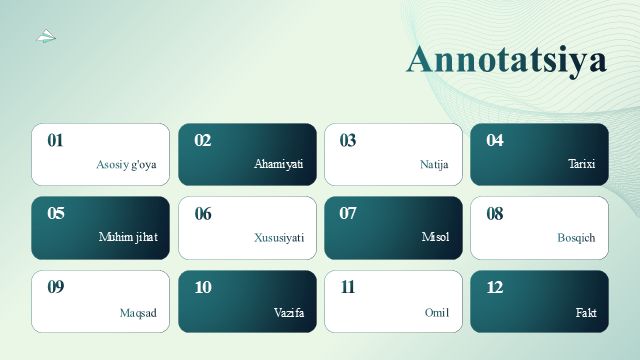 Annotatsiya
01
Asosiy g'oya
02
Ahamiyati
03
Natija
04
Tarixi
05
Muhim jihat
06
Xususiyati
07
Misol
08
Bosqich
09
Maqsad
10
Vazifa
11
Omil
12
Fakt